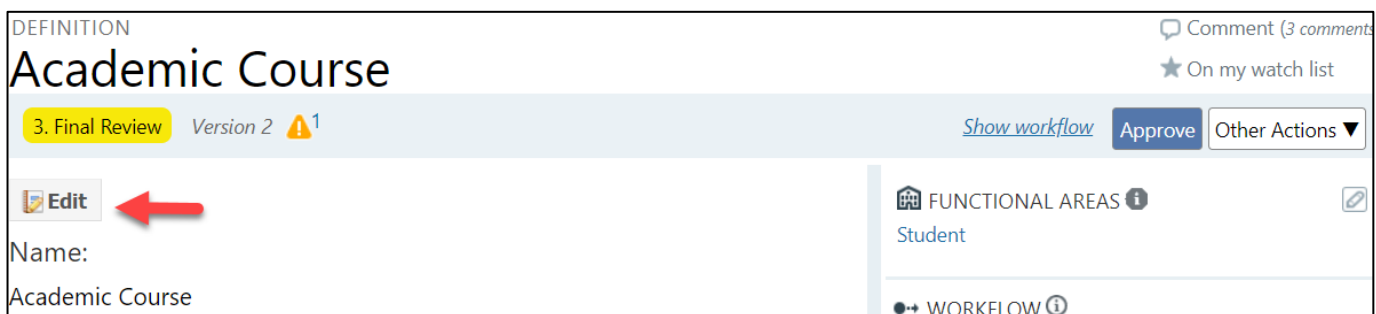 DEFINITION
Comment (3 comments
Academic Course
On my watch list
3. Final Review Version 2 1 Show workflow Approve Other Actions ▼
Edit
FUNCTIONAL AREAS
Student
Name:
Academic Course
WORKFLOW